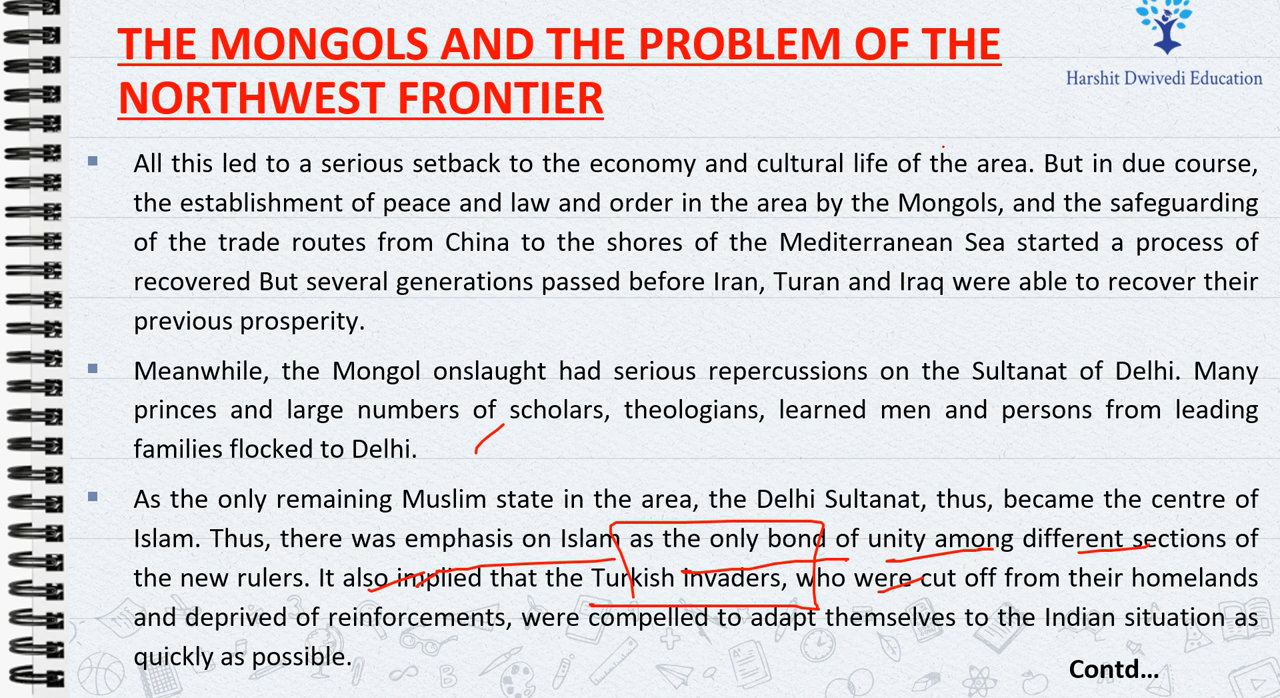 THE MONGOLS AND THE PROBLEM OF THE
NORTHWEST FRONTIER
Harshit Dwivedi Education
▪ All this led to a serious setback to the economy and cultural life of the area. But in due course,
the establishment of peace and law and order in the area by the Mongols, and the safeguarding
of the trade routes from China to the shores of the Mediterranean Sea started a process of
recovered But several generations passed before Iran, Turan and Iraq were able to recover their
previous prosperity.
▪ Meanwhile, the Mongol onslaught had serious repercussions on the Sultanat of Delhi. Many
princes and large numbers of scholars, theologians, learned men and persons from leading
families flocked to Delhi.
▪ As the only remaining Muslim state in the area, the Delhi Sultanat, thus, became the centre of
Islam. Thus, there was emphasis on Islam as the only bond of unity among different sections of
the new rulers. It also implied that the Turkish invaders, who were cut off from their homelands
and deprived of reinforcements, were compelled to adapt themselves to the Indian situation as
quickly as possible.
Contd...